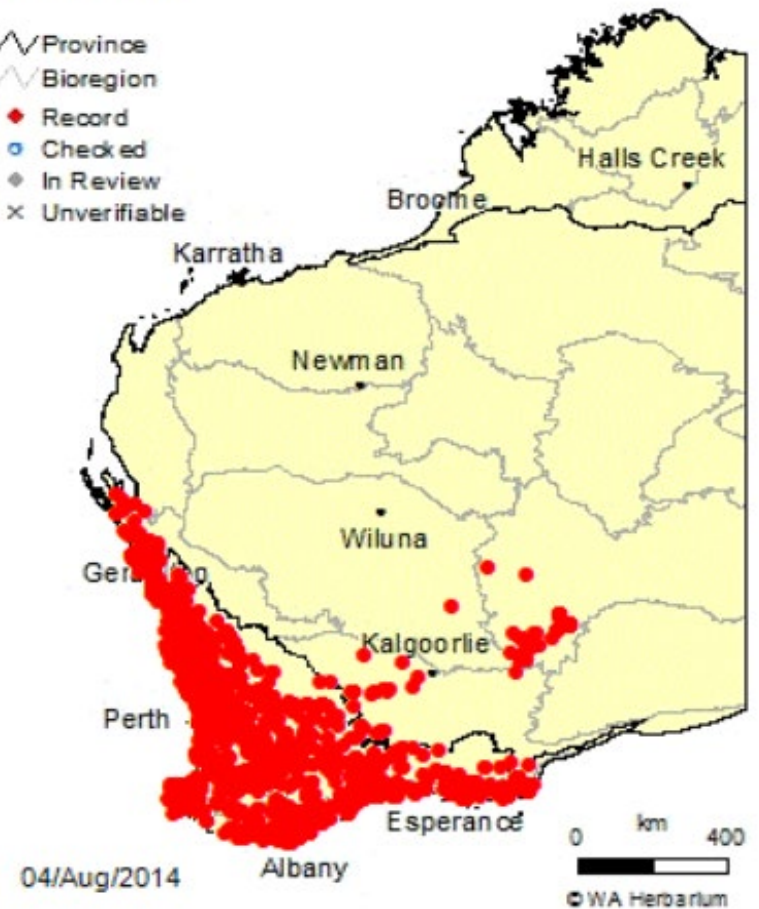 Province
Bioregion
Record
Checked
In Review
Unverifiable
Halls Creek
Broome
Karratha
Newman
Wiluna
Kalgoorlie
Perth
Esperance
Albany
0 km 400
04/Aug/2014
© WA Herbarium